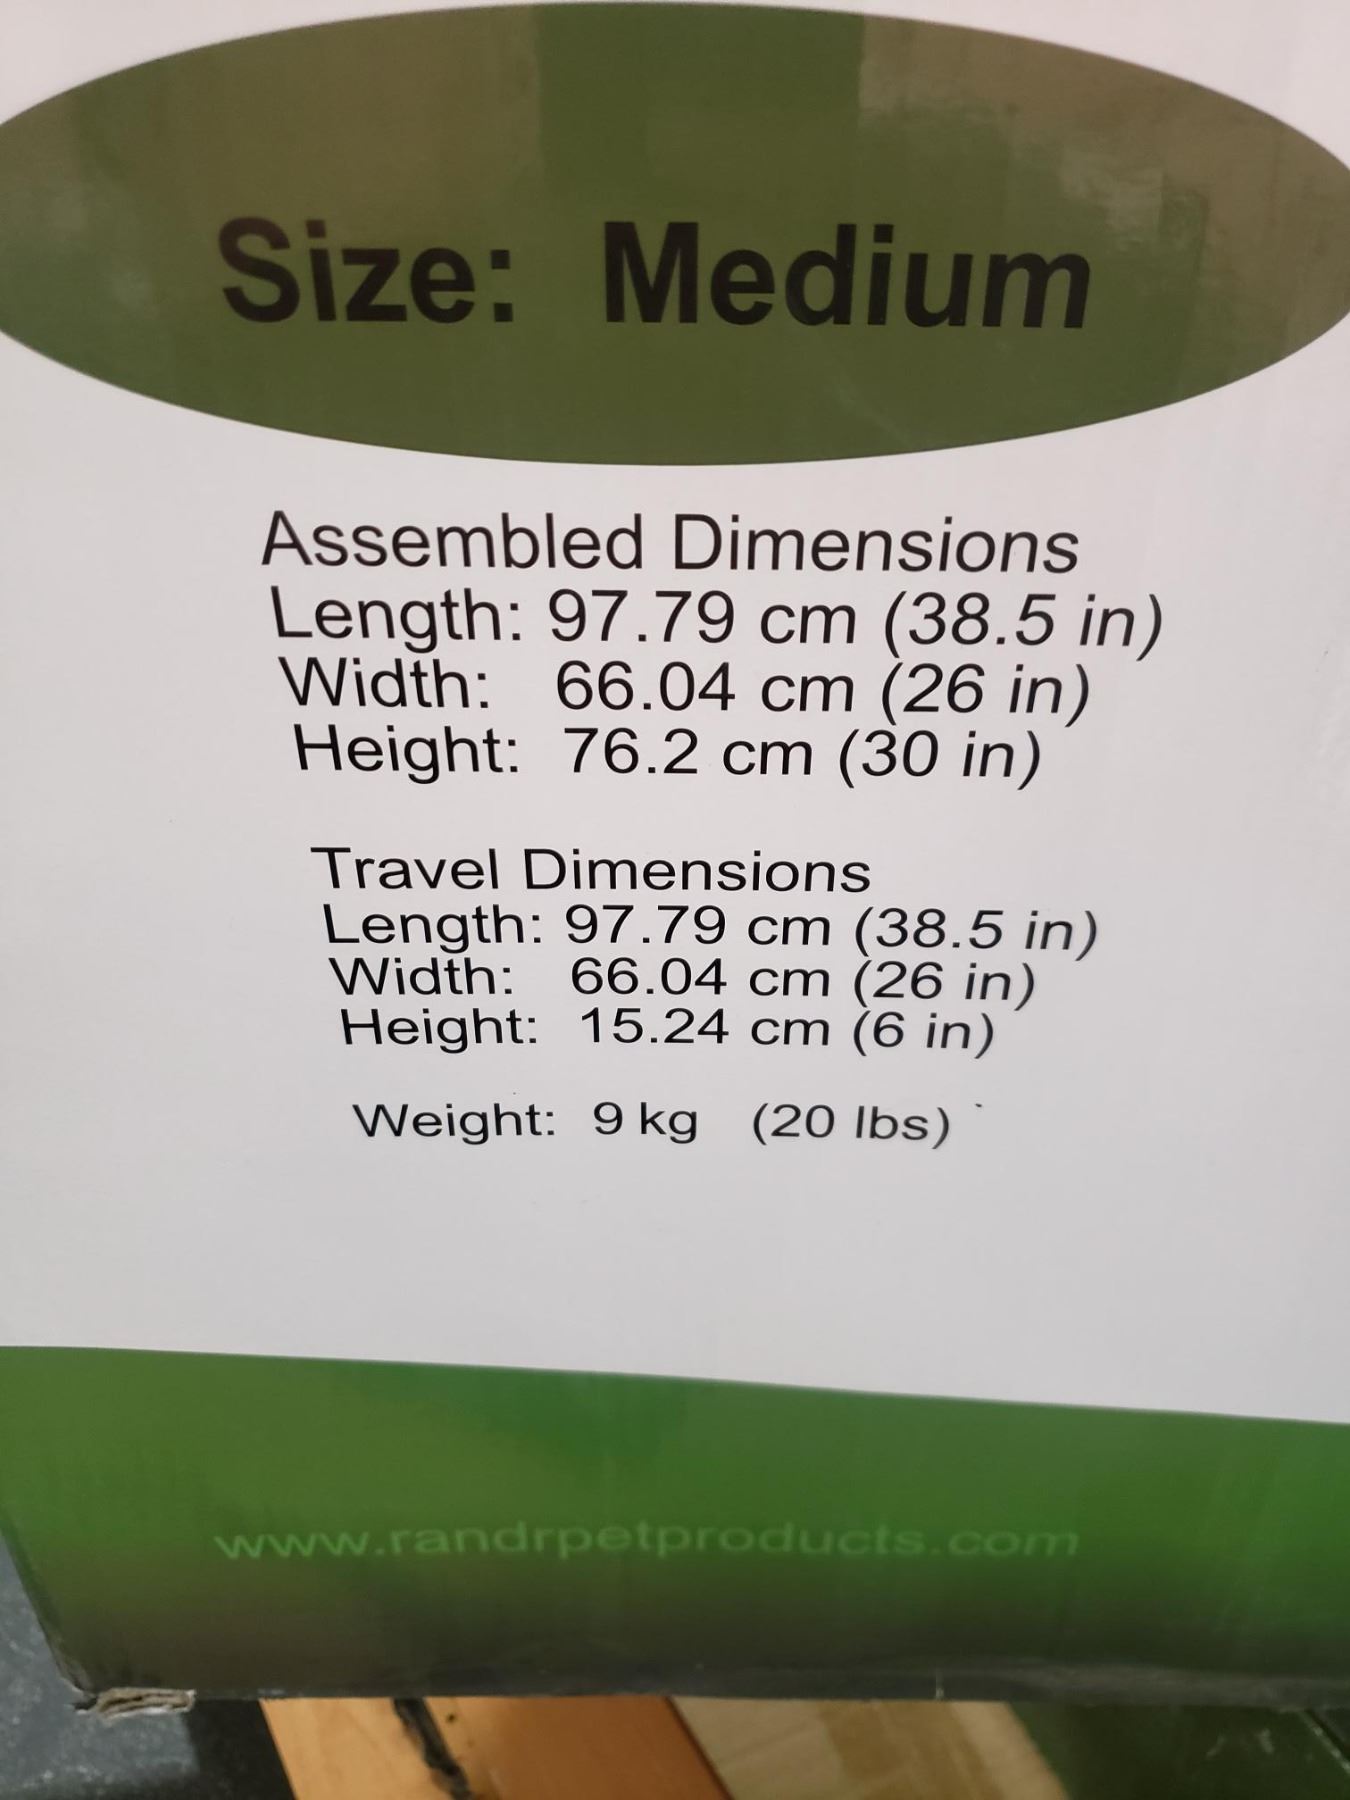 Size: Medium
Assembled Dimensions
Length: 97.79 cm (38.5 in)
Width: 66.04 cm (26 in)
Height: 76.2 cm (30 in)
Travel Dimensions
Length: 97.79 cm (38.5 in)
Width: 66.04 cm (26 in)
Height: 15.24 cm (6 in)
Weight: 9 kg (20 lbs)
www.randrpetproducts.com